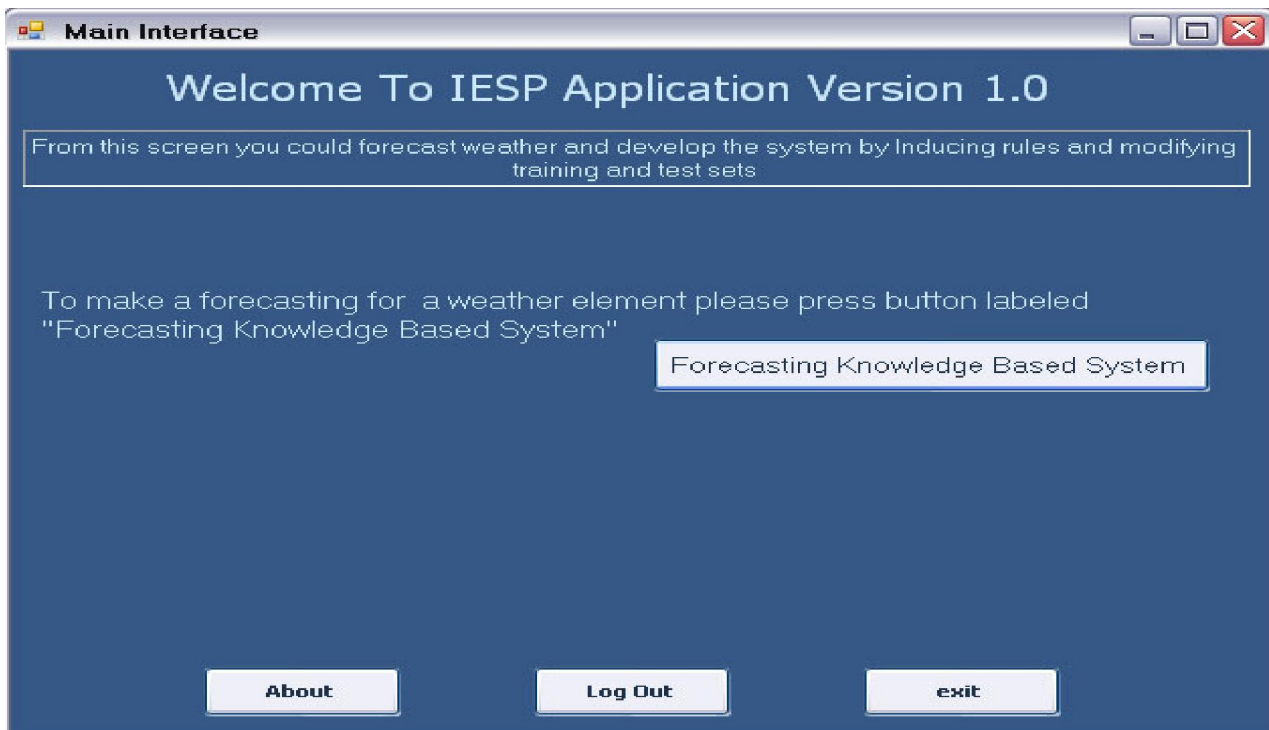 Main Interface
Welcome To IESP Application Version 1.0
From this screen you could forecast weather and develop the system by Inducing rules and modifying
training and test sets
To make a forecasting for a weather element please press button labeled
"Forecasting Knowledge Based System"
Forecasting Knowledge Based System
About
Log Out
exit